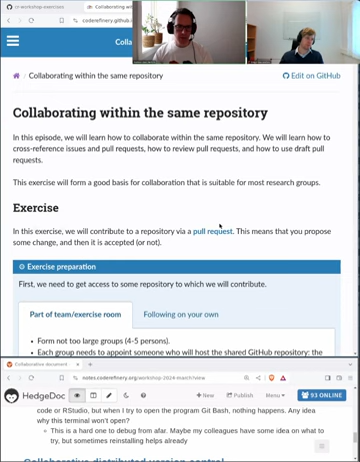 cr-workshop-exercises
Collaborating w
coderefinery.github.
Colla
/ Collaborating within the same repository
Edit on GitHub
Collaborating within the same repository
In this episode, we will learn how to collaborate within the same repository. We will learn how to
cross-reference issues and pull requests, how to review pull requests, and how to use draft pull
requests.
This exercise will form a good basis for collaboration that is suitable for most research groups.
Exercise
In this exercise, we will contribute to a repository via a pull request. This means that you propose
some change, and then it is accepted (or not).
Exercise preparation
First, we need to get access to some repository to which we will contribute.
Part of team/exercise room
Following on your own
• Form not too large groups (4-5 persons).
• Each group needs to appoint someone who will host the shared GitHub repository: the
Collaborative document
notes.coderefinery.org/workshop-2024-march/view
HedgeDoc
New
Publish
Menu
93 ONLINE
code or RStudio, but when I try to open the program Git Bash, nothing happens. Any idea
why this terminal won't open?
This is a hard one to debug from afar. Maybe my colleagues have some idea on what to
try, but sometimes reinstalling helps already
Collaborative distributed version control